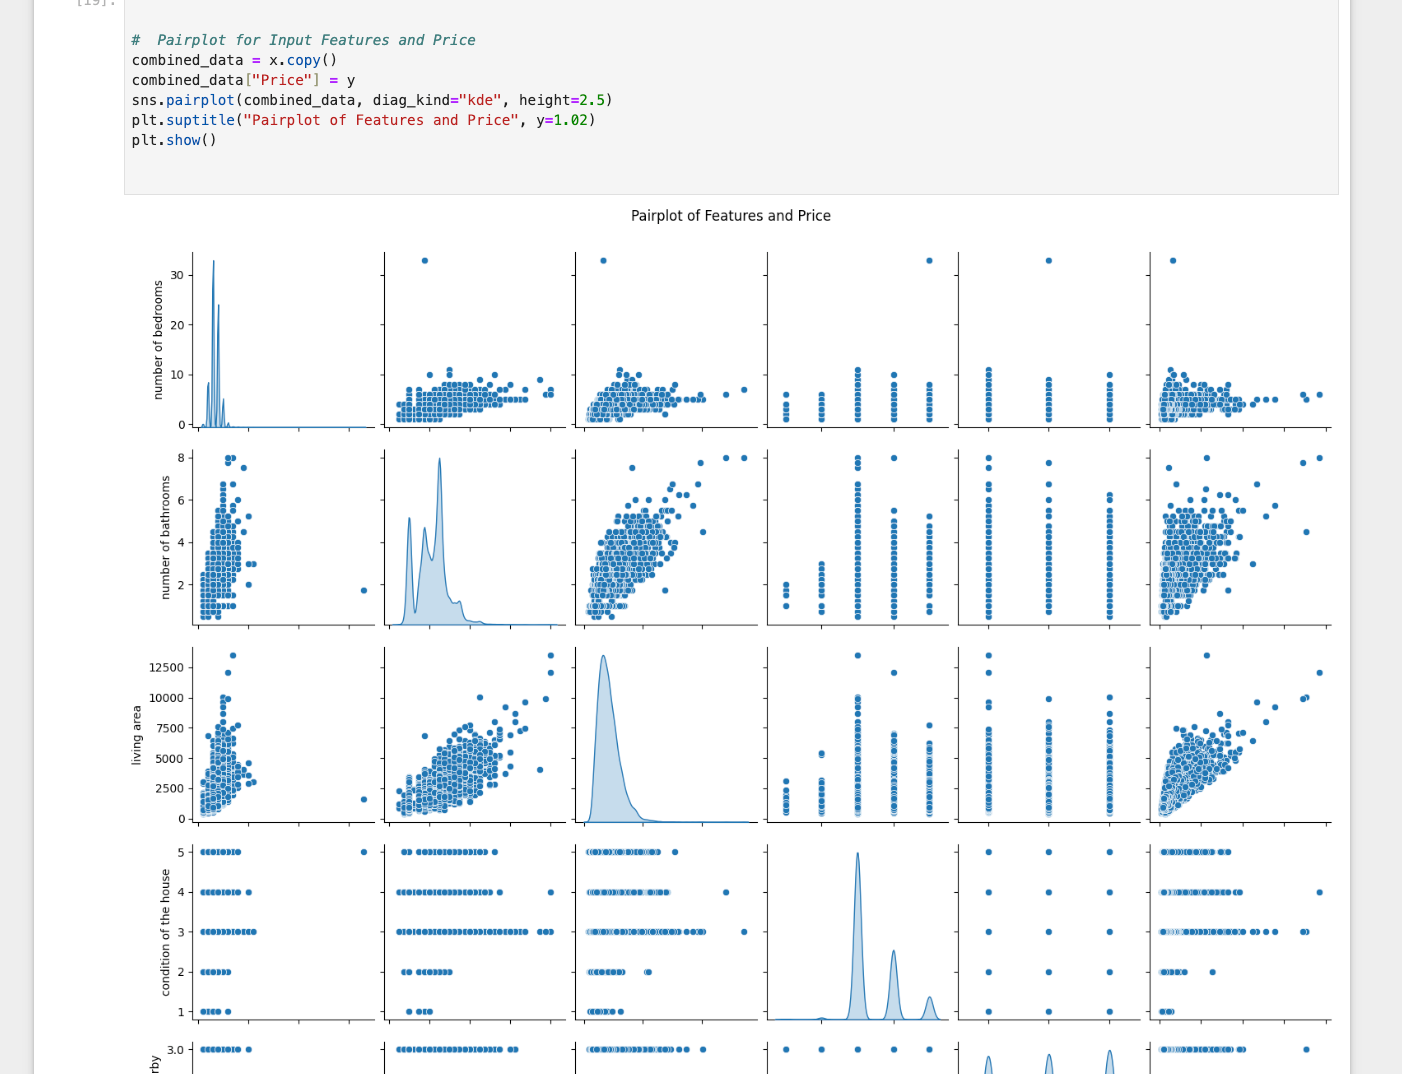 [19]:
#  Pairplot for Input Features and Price
combined_data = x.copy()
combined_data["Price"] = y
sns.pairplot(combined_data, diag_kind="kde", height=2.5)
plt.suptitle("Pairplot of Features and Price", y=1.02)
plt.show()
Pairplot of Features and Price
number of bedrooms
30
20
10
0
number of bathrooms
8
6
4
2
living area
12500
10000
7500
5000
2500
0
condition of the house
5
4
3
2
1
rby
3.0